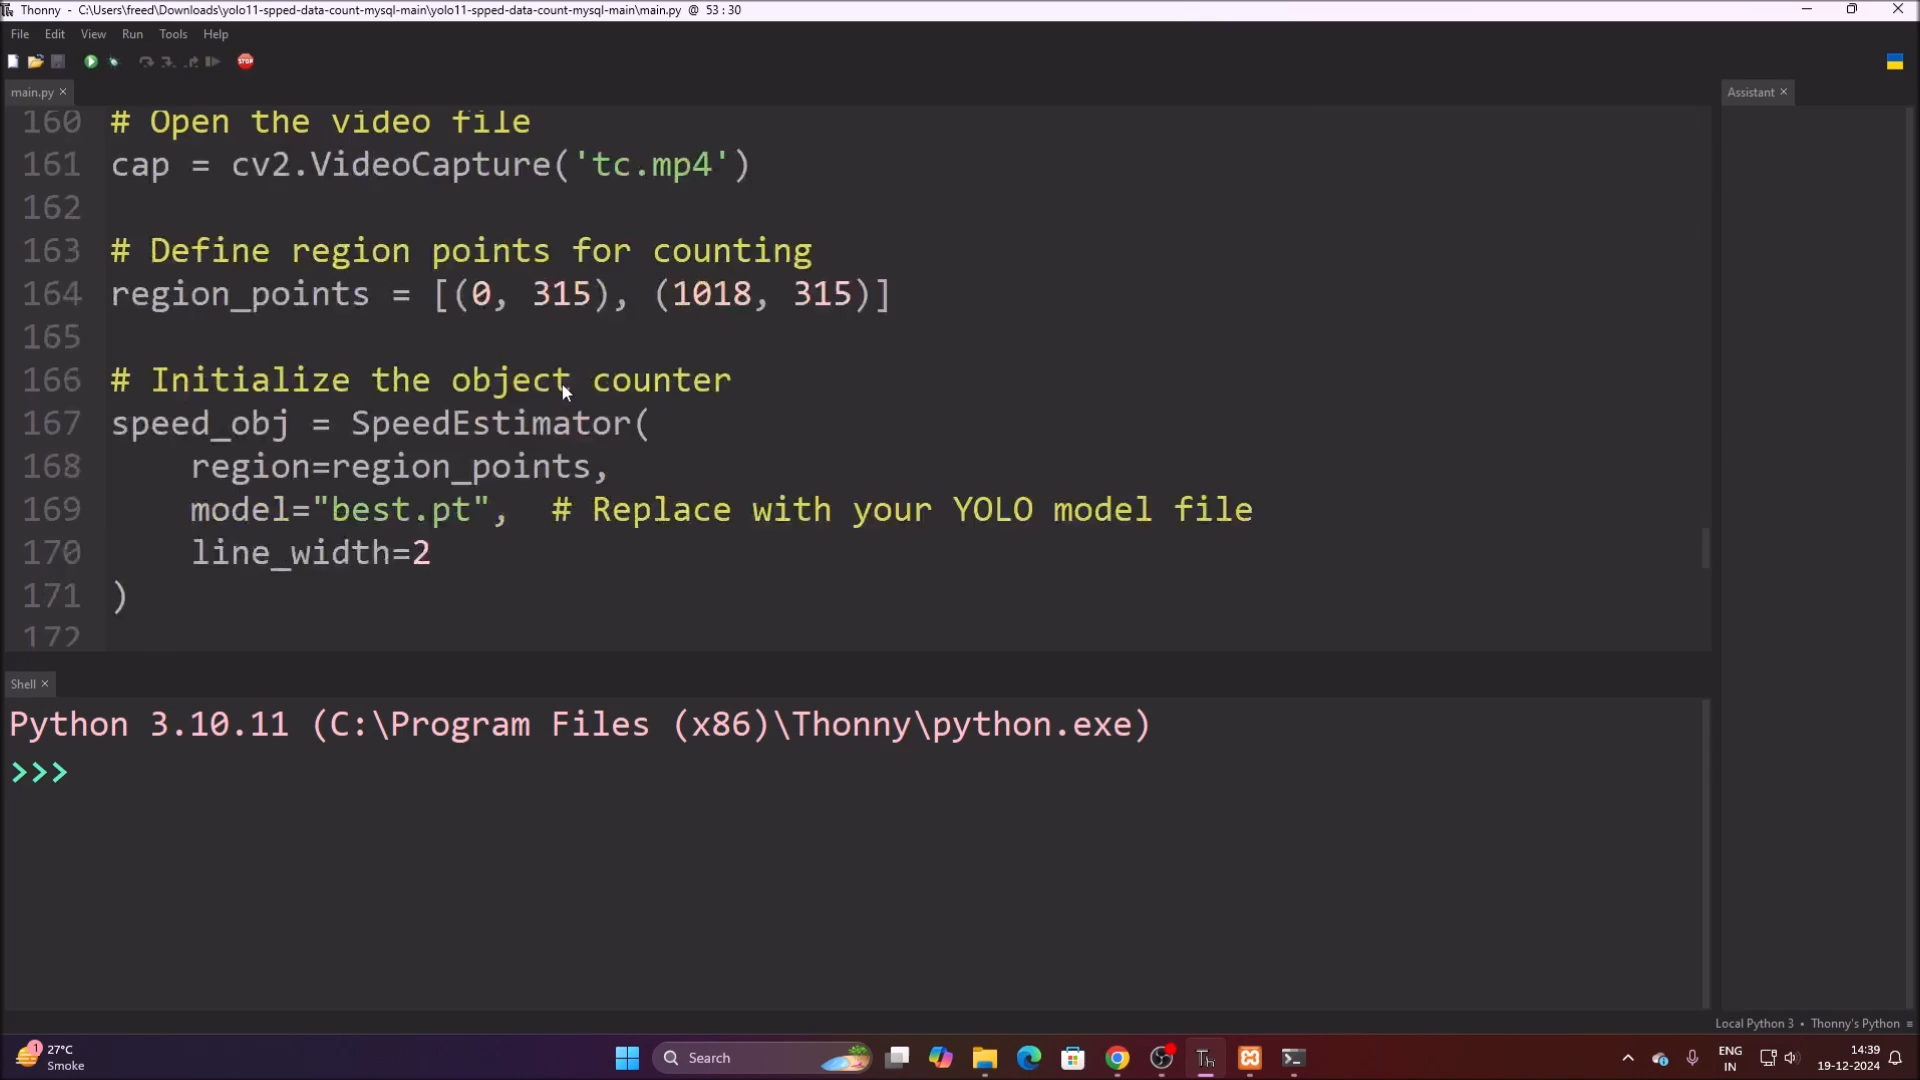 Thonny - C:\Users\freed\Downloads\yolo11-spped-data-count-mysql-main\yolo11-spped-data-count-mysql-main\main.py @ 53 : 30
File Edit View Run Tools Help
STOP
main.py ×
Assistant ×
160 # Open the video file
161 cap = cv2.VideoCapture('tc.mp4')
162
163 # Define region points for counting
164 region_points = [(0, 315), (1018, 315)]
165
166 # Initialize the object counter
167 speed_obj = SpeedEstimator(
168     region=region_points,
169     model="best.pt",  # Replace with your YOLO model file
170     line_width=2
171 )
172
Shell ×
Python 3.10.11 (C:\Program Files (x86)\Thonny\python.exe)
>>>
Local Python 3 • Thonny's Python ≡
1 27°C
Smoke
Search
Th
ENG
IN
14:39
19-12-2024